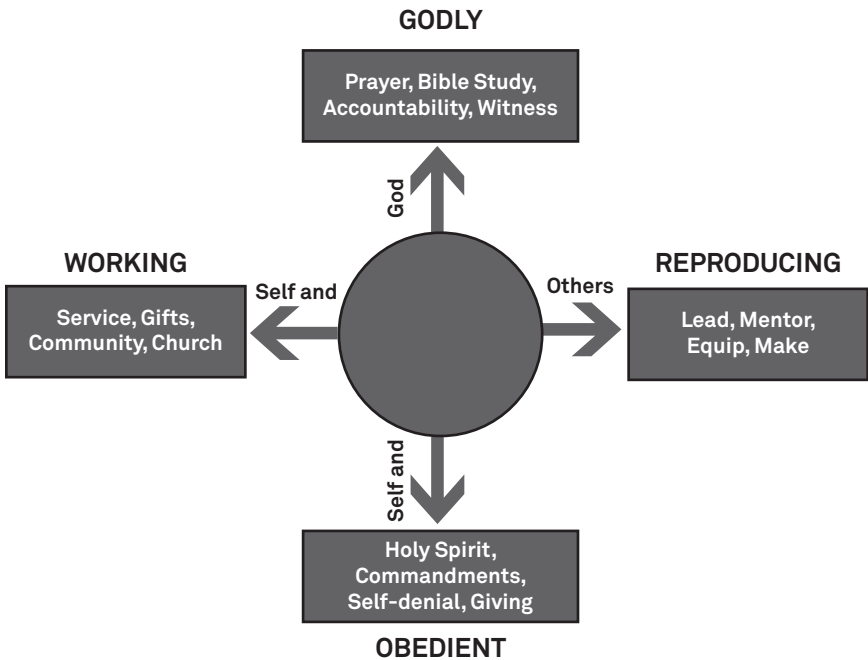 GODLY
Prayer, Bible Study,
Accountability, Witness
God
WORKING
Self and
Service, Gifts,
Community, Church
Others
REPRODUCING
Lead, Mentor,
Equip, Make
Self and
Holy Spirit,
Commandments,
Self-denial, Giving
OBEDIENT